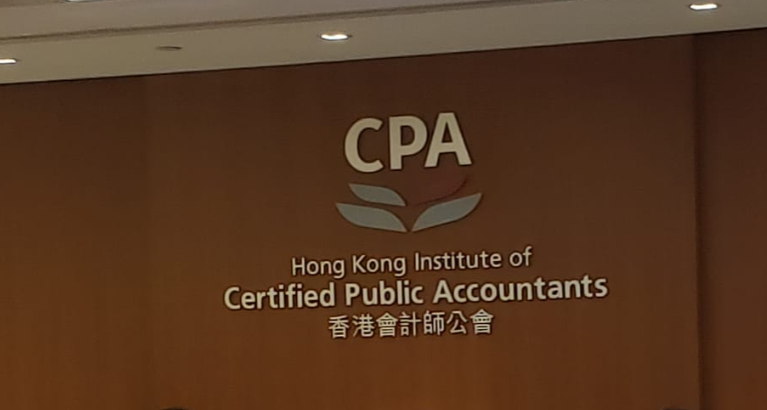 CPA
Hong Kong Institute of
Certified Public Accountants
香港會計師公會